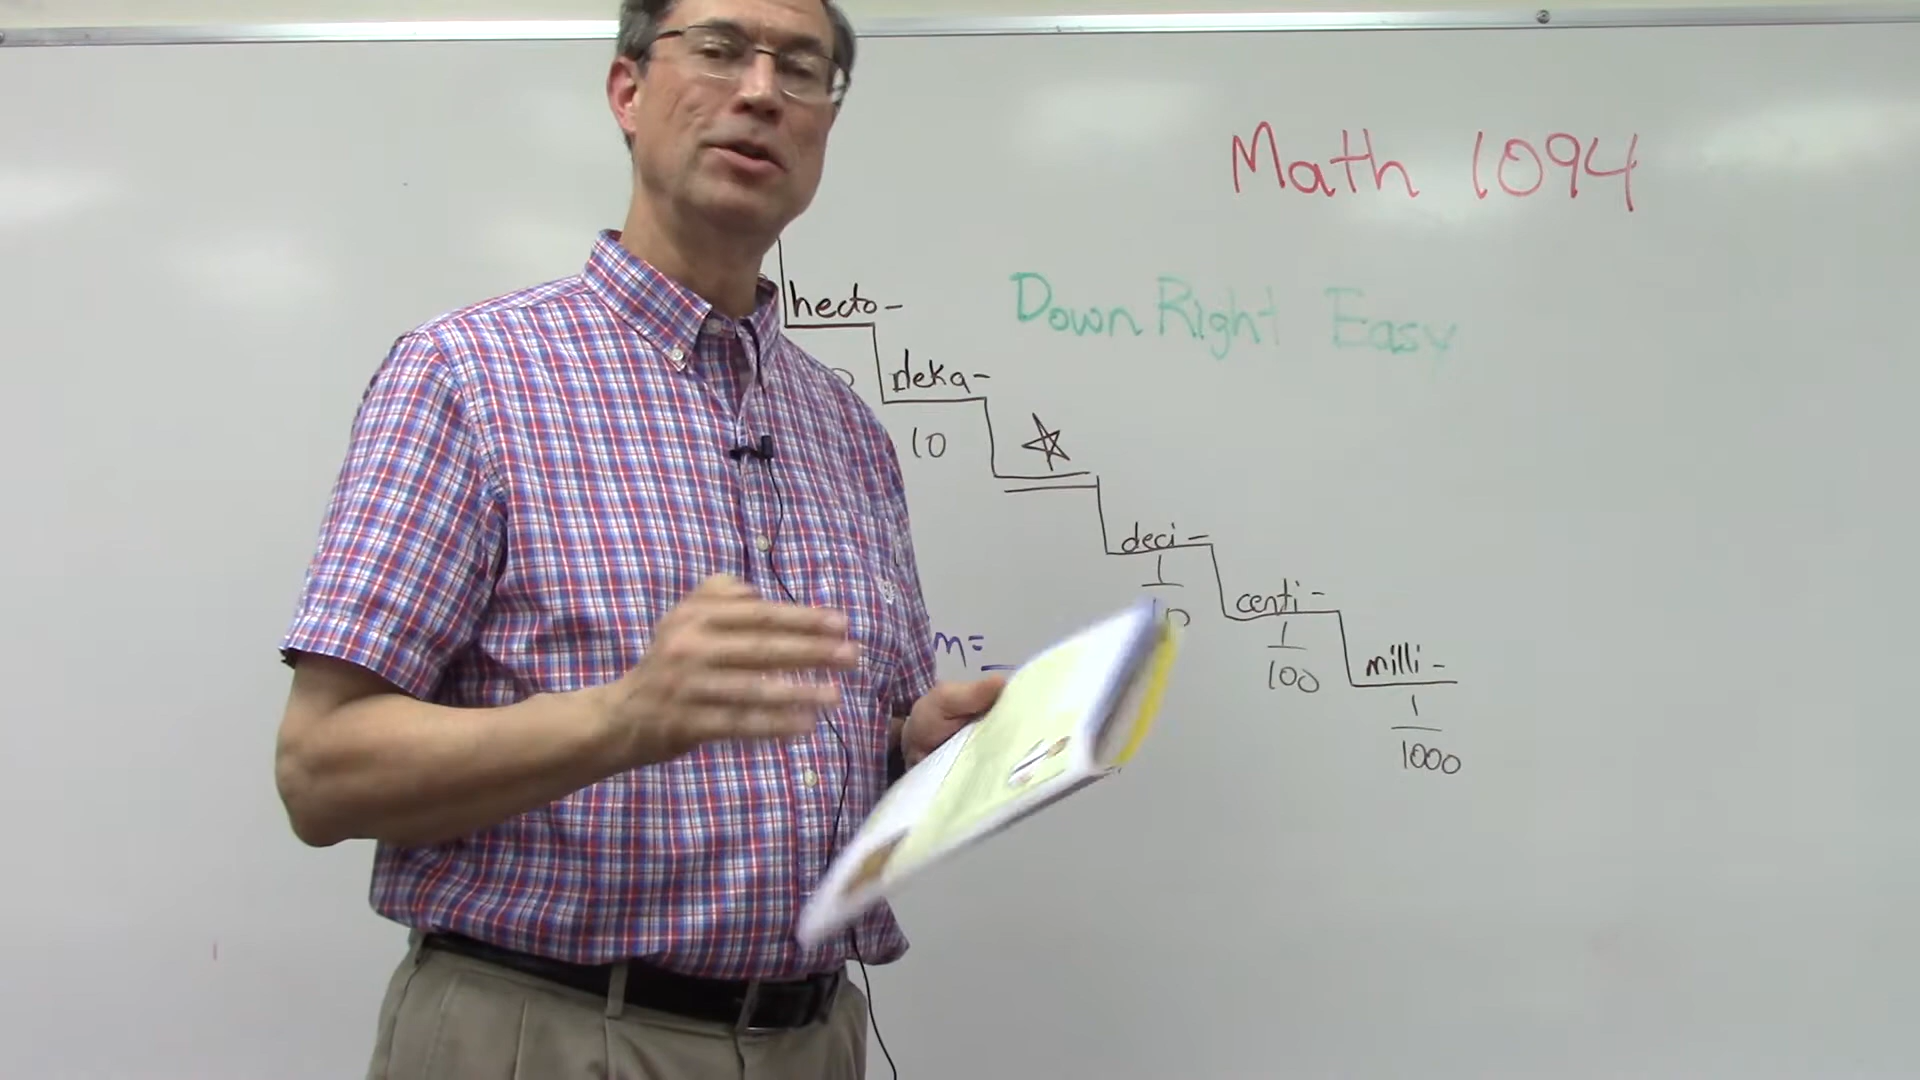 Math 1094
Down Right Easy
hecto-
deka-
10
deci-
1
centi-
1
100
milli-
1
1000
m=